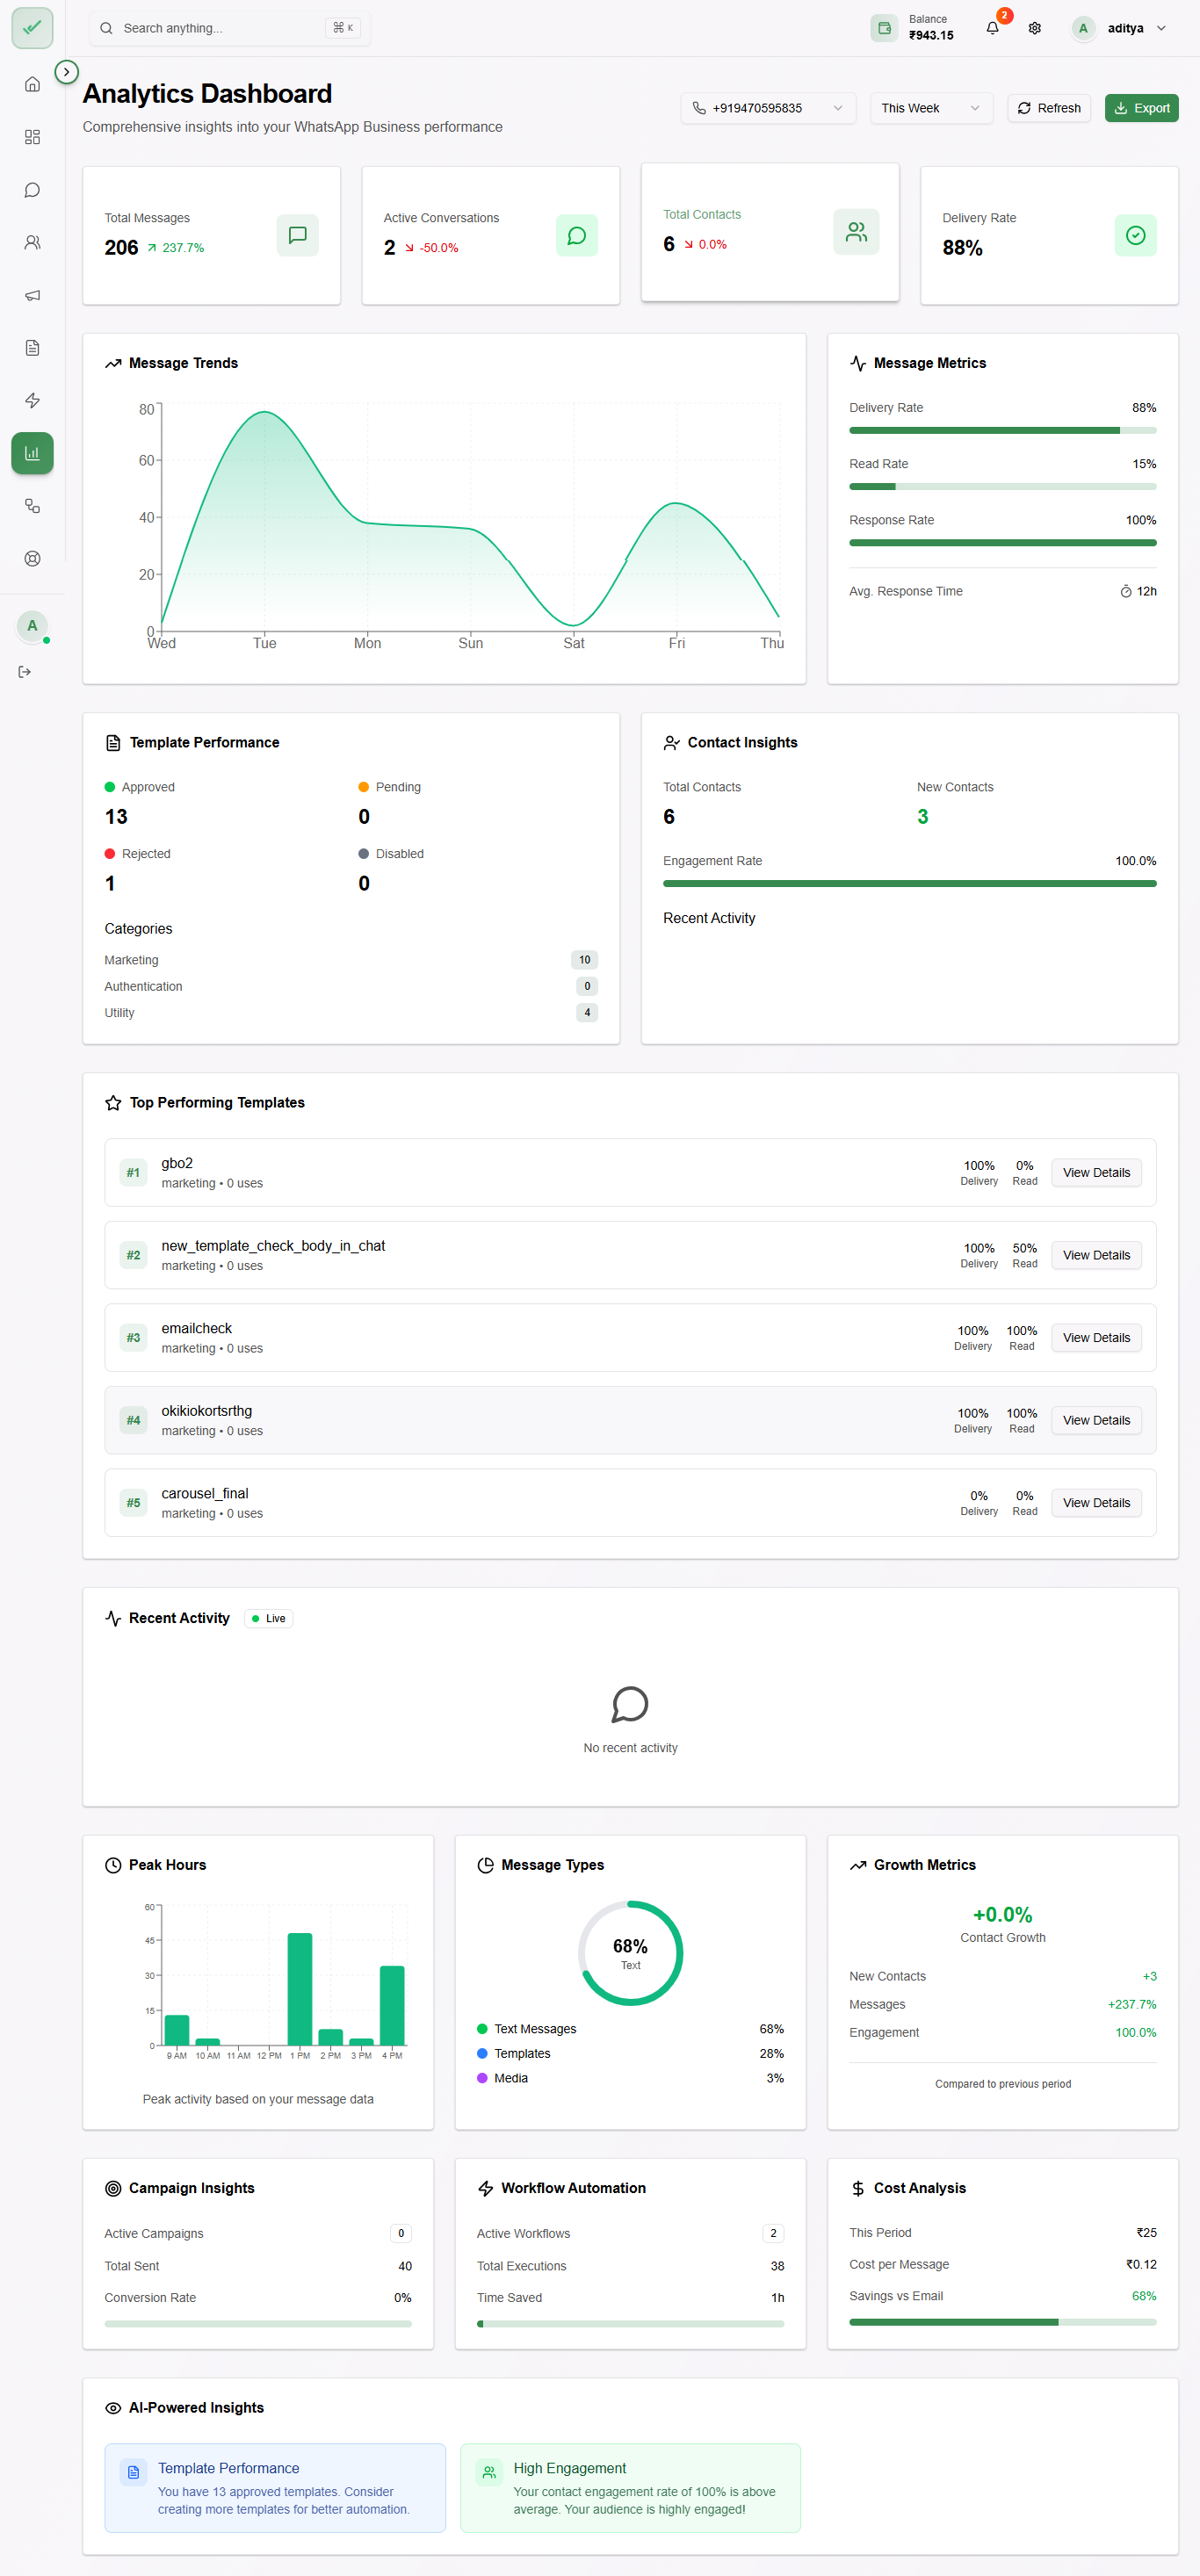 Search anything...
⌘ K
Balance
₹943.15
2
A
aditya
Analytics Dashboard
Comprehensive insights into your WhatsApp Business performance
+919470595835
This Week
Refresh
Export
Total Messages
206 237.7%
Active Conversations
2 -50.0%
Total Contacts
6 0.0%
Delivery Rate
88%
Message Trends
80
60
40
20
0
Wed Tue Mon Sun Sat Fri Thu
Message Metrics
Delivery Rate 88%
Read Rate 15%
Response Rate 100%
Avg. Response Time 12h
A
Template Performance
Approved
13
Pending
0
Rejected
1
Disabled
0
Categories
Marketing 10
Authentication 0
Utility 4
Contact Insights
Total Contacts
6
New Contacts
3
Engagement Rate 100.0%
Recent Activity
Top Performing Templates
#1
gbo2
marketing • 0 uses
100% 0%
Delivery Read
View Details
#2
new_template_check_body_in_chat
marketing • 0 uses
100% 50%
Delivery Read
View Details
#3
emailcheck
marketing • 0 uses
100% 100%
Delivery Read
View Details
#4
okikiokortsrthg
marketing • 0 uses
100% 100%
Delivery Read
View Details
#5
carousel_final
marketing • 0 uses
0% 0%
Delivery Read
View Details
Recent Activity Live
No recent activity
Peak Hours
60
45
30
15
0
9 AM 10 AM 11 AM 12 PM 1 PM 2 PM 3 PM 4 PM
Peak activity based on your message data
Message Types
68%
Text
Text Messages 68%
Templates 28%
Media 3%
Growth Metrics
+0.0%
Contact Growth
New Contacts +3
Messages +237.7%
Engagement 100.0%
Compared to previous period
Campaign Insights
Active Campaigns 0
Total Sent 40
Conversion Rate 0%
Workflow Automation
Active Workflows 2
Total Executions 38
Time Saved 1h
Cost Analysis
This Period ₹25
Cost per Message ₹0.12
Savings vs Email 68%
AI-Powered Insights
Template Performance
You have 13 approved templates. Consider
creating more templates for better automation.
High Engagement
Your contact engagement rate of 100% is above
average. Your audience is highly engaged!